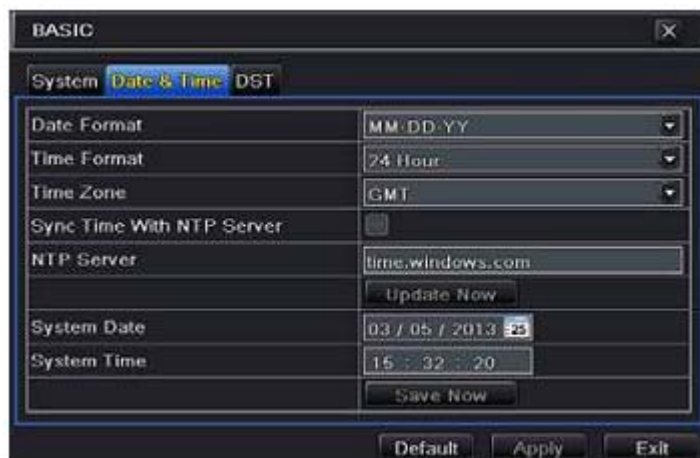 BASIC
System Date & Time DST
Date Format MM-DD-YY
Time Format 24 Hour
Time Zone GMT
Sync Time With NTP Server
NTP Server time.windows.com
Update Now
System Date 03 / 05 / 2013 25
System Time 15 : 32 : 20
Save Now
Default Apply Exit